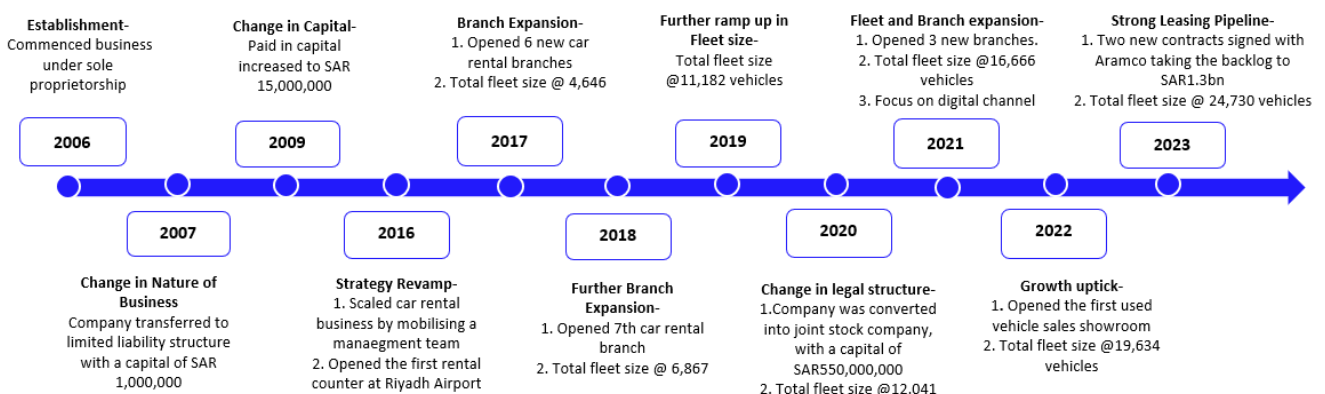 Establishment-
Commenced business
under sole
proprietorship
2006
Change in Nature of
Business
Company transferred to
limited liability structure
with a capital of SAR
1,000,000
2007
Change in Capital-
Paid in capital
increased to SAR
15,000,000
2009
2016
Strategy Revamp-
1. Scaled car rental
business by mobilising a
manaegment team
2. Opened the first rental
counter at Riyadh Airport
Branch Expansion-
1. Opened 6 new car
rental branches
2. Total fleet size @ 4,646
2017
2018
Further Branch
Expansion-
1. Opened 7th car rental
branch
2. Total fleet size @ 6,867
Further ramp up in
Fleet size-
Total fleet size
@11,182 vehicles
2019
2020
Change in legal structure-
1.Company was converted
into joint stock company,
with a capital of
SAR550,000,000
2. Total fleet size @12,041
Fleet and Branch expansion-
1. Opened 3 new branches.
2. Total fleet size @16,666
vehicles
3. Focus on digital channel
2021
2022
Growth uptick-
1. Opened the first used
vehicle sales showroom
2. Total fleet size @19,634
vehicles
Strong Leasing Pipeline-
1. Two new contracts signed with
Aramco taking the backlog to
SAR1.3bn
2. Total fleet size @ 24,730 vehicles
2023